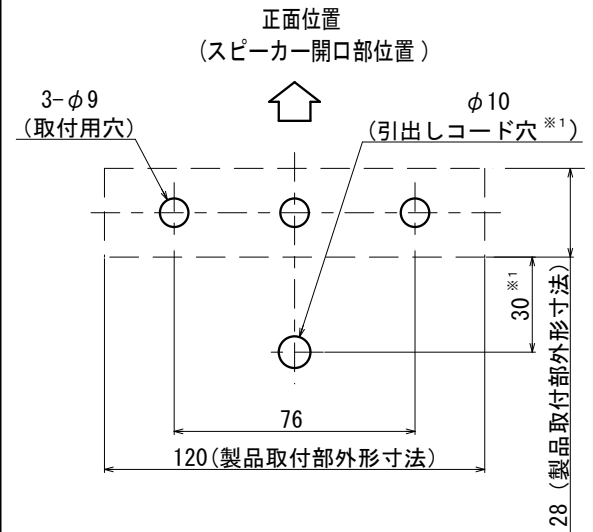 正面位置
(スピーカー開口部位置 )
3-φ9
(取付用穴)
φ10
(引出しコード穴※1)
30※1
28 (製品取付部外形寸法)
76
120(製品取付部外形寸法)